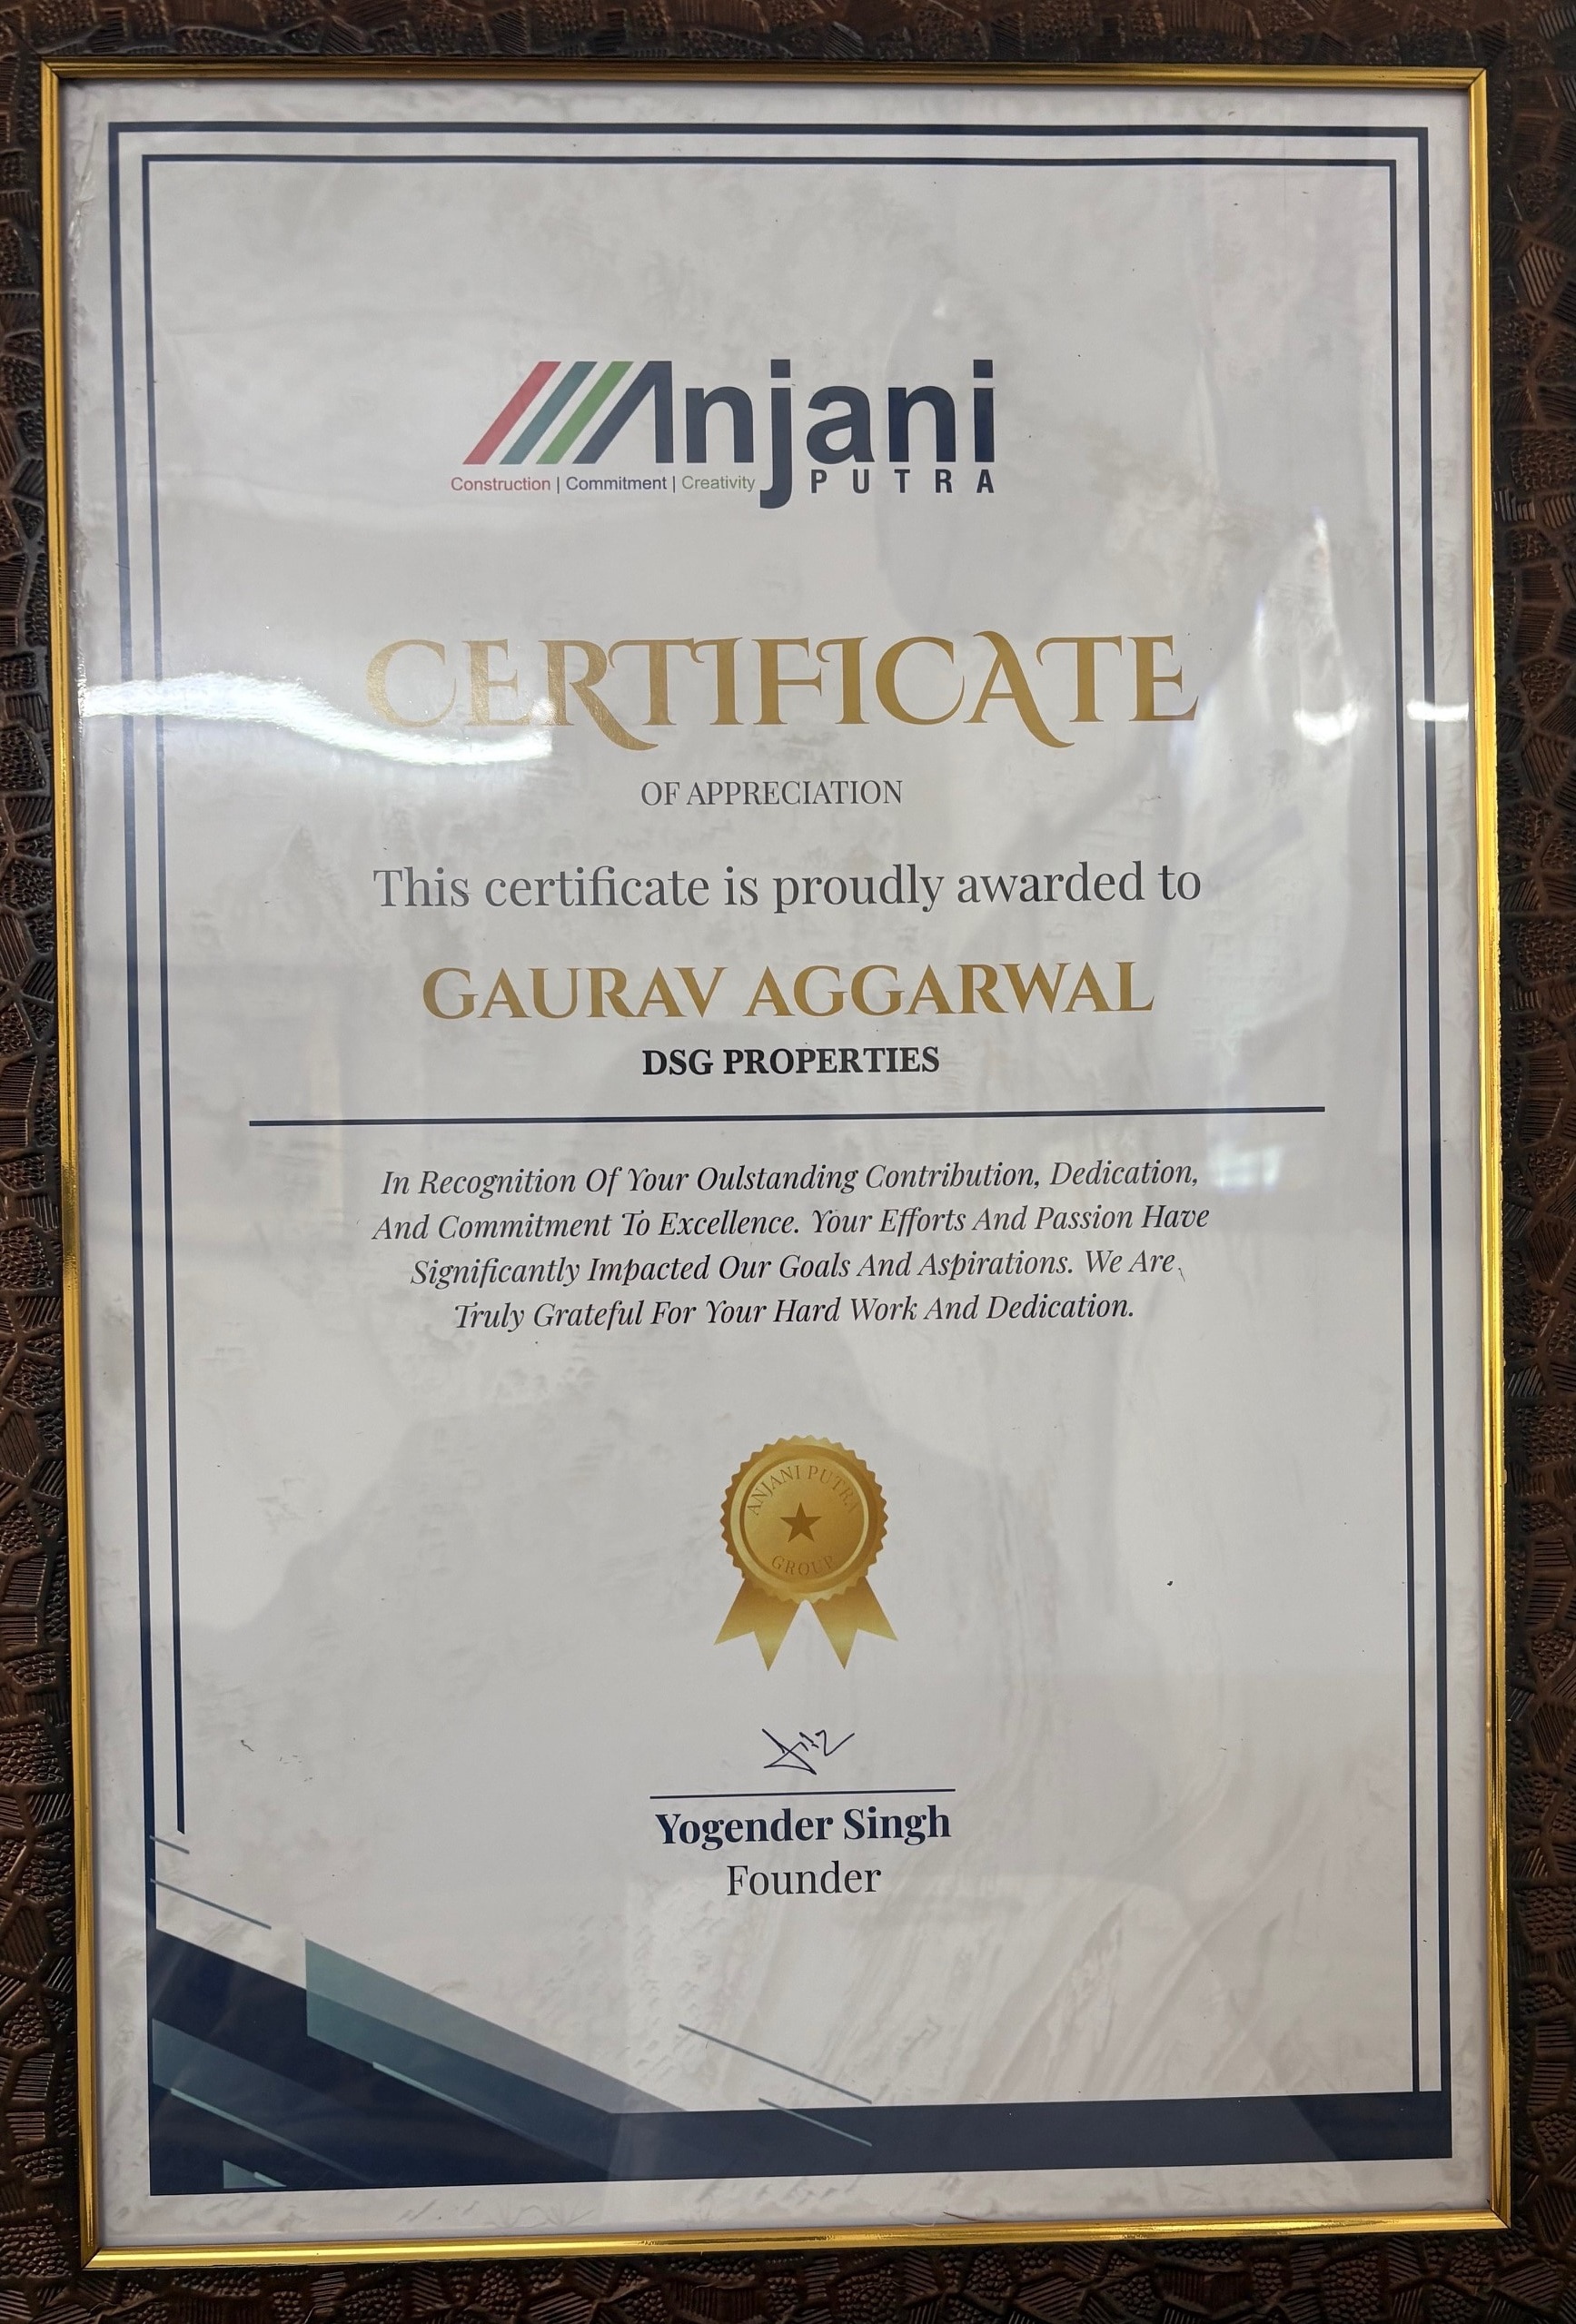 Anjani
PUTRA
Construction | Commitment | Creativity
CERTIFICATE
OF APPRECIATION
This certificate is proudly awarded to
GAURAV AGGARWAL
DSG PROPERTIES
In Recognition Of Your Oulstanding Contribution, Dedication,
And Commitment To Excellence. Your Efforts And Passion Have
Significantly Impacted Our Goals And Aspirations. We Are
Truly Grateful For Your Hard Work And Dedication.
ANJANI PUTRA
GROUP
Yogender Singh
Founder